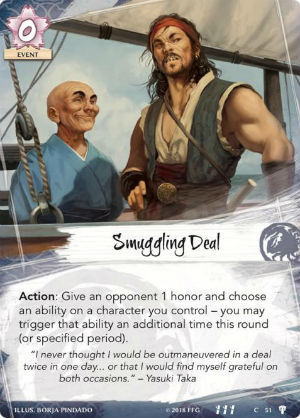 0
EVENT
Smuggling Deal
Action: Give an opponent 1 honor and choose
an ability on a character you control – you may
trigger that ability an additional time this round
(or specified period).
“I never thought I would be outmaneuvered in a deal
twice in one day... or that I would find myself grateful on
both occasions.” – Yasuki Taka
ILLUS. BORJA PINDADO © 2018 FFG C 51